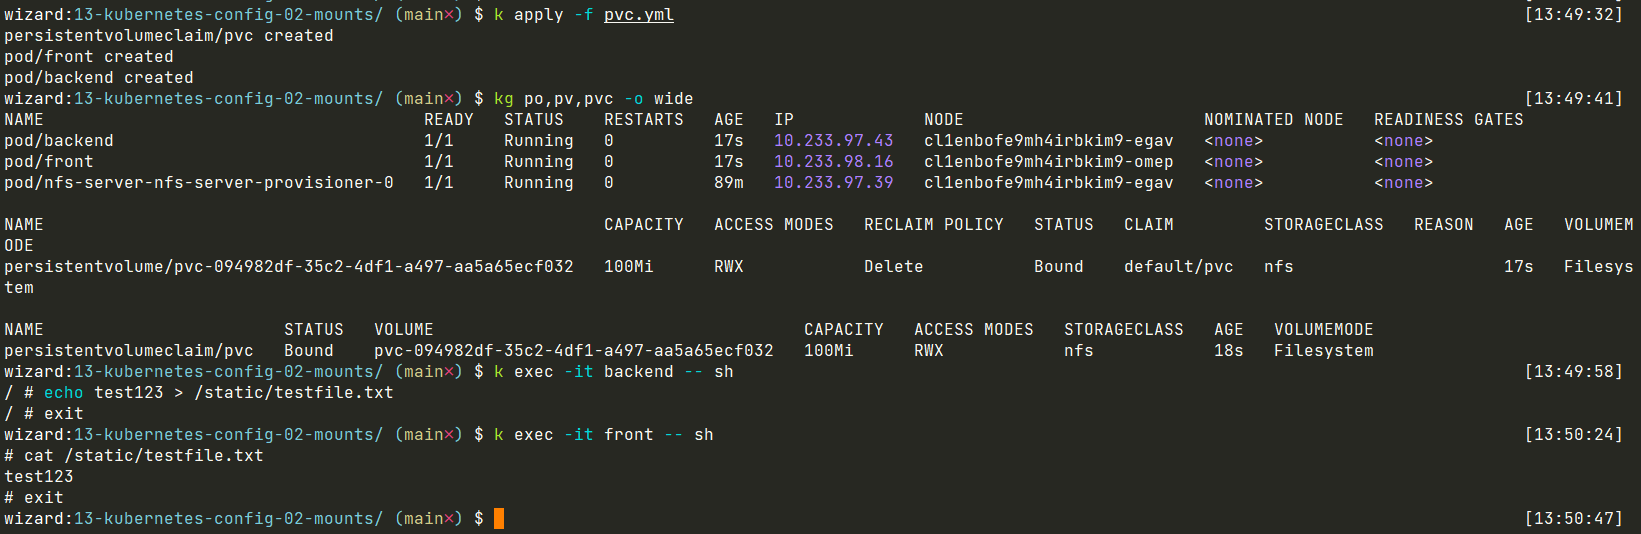 wizard:13-kubernetes-config-02-mounts/ (main×) $ k apply -f pvc.yml [13:49:32]
persistentvolumeclaim/pvc created
pod/front created
pod/backend created
wizard:13-kubernetes-config-02-mounts/ (main×) $ kg po,pv,pvc -o wide [13:49:41]
NAME READY STATUS RESTARTS AGE IP NODE NOMINATED NODE READINESS GATES
pod/backend 1/1 Running 0 17s 10.233.97.43 cl1enbofe9mh4irbkim9-egav <none> <none>
pod/front 1/1 Running 0 17s 10.233.98.16 cl1enbofe9mh4irbkim9-omep <none> <none>
pod/nfs-server-nfs-server-provisioner-0 1/1 Running 0 89m 10.233.97.39 cl1enbofe9mh4irbkim9-egav <none> <none>
NAME CAPACITY ACCESS MODES RECLAIM POLICY STATUS CLAIM STORAGECLASS REASON AGE VOLUMEM
ODE
persistentvolume/pvc-094982df-35c2-4df1-a497-aa5a65ecf032 100Mi RWX Delete Bound default/pvc nfs 17s Filesys
tem
NAME STATUS VOLUME CAPACITY ACCESS MODES STORAGECLASS AGE VOLUMEMODE
persistentvolumeclaim/pvc Bound pvc-094982df-35c2-4df1-a497-aa5a65ecf032 100Mi RWX nfs 18s Filesystem
wizard:13-kubernetes-config-02-mounts/ (main×) $ k exec -it backend -- sh [13:49:58]
/ # echo test123 > /static/testfile.txt
/ # exit
wizard:13-kubernetes-config-02-mounts/ (main×) $ k exec -it front -- sh [13:50:24]
# cat /static/testfile.txt
test123
# exit
wizard:13-kubernetes-config-02-mounts/ (main×) $ [13:50:47]